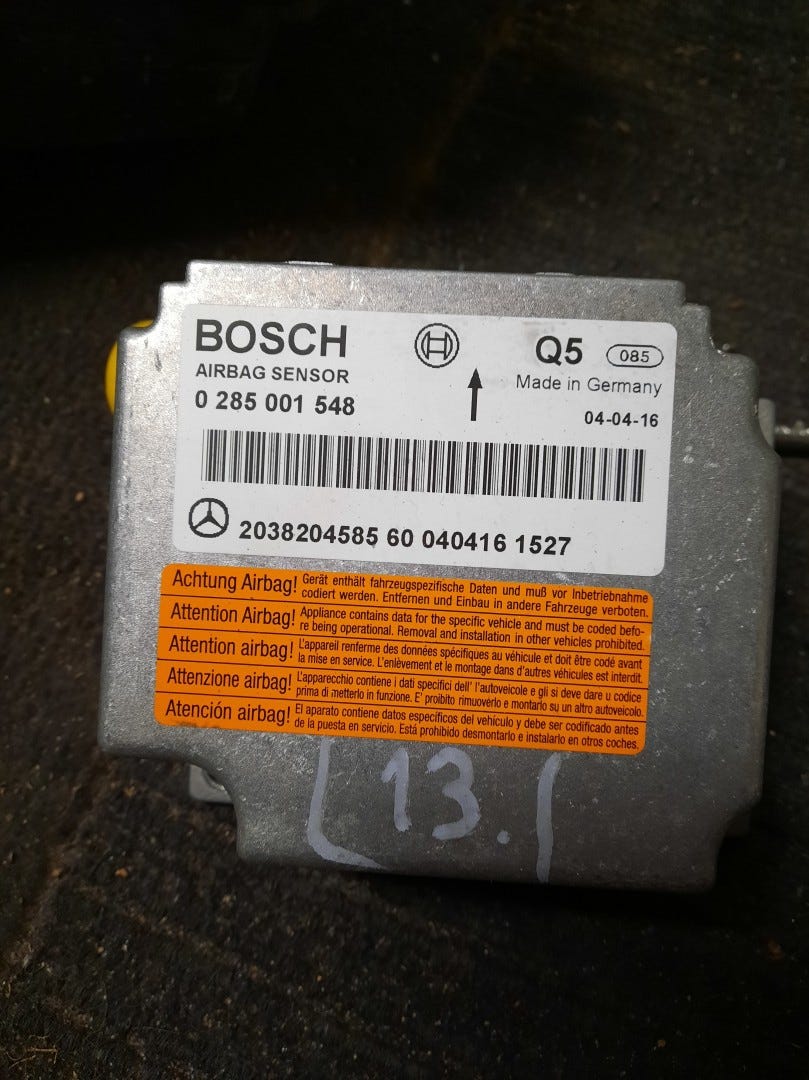 BOSCH
Q5 085
AIRBAG SENSOR
Made in Germany
0 285 001 548
04-04-16
2038204585 60 040416 1527
Achtung Airbag! Gerät enthält fahrzeugspezifische Daten und muß vor Inbetriebnahme
codiert werden. Entfernen und Einbau in andere Fahrzeuge verboten.
Attention Airbag! Appliance contains data for the specific vehicle and must be coded befo-
re being operational. Removal and installation in other vehicles prohibited.
Attention airbag! L'appareil renferme des données spécifiques au véhicule et doit être codé avant
la mise en service. L'enlèvement et le montage dans d'autres véhicules est interdit.
Attenzione airbag! L'apparecchio contiene i dati specifici dell' l'autoveicole e gli si deve dare u codice
prima di metterlo in funzione. E' proibito rimuoverlo e montarlo su un altro autoveicolo.
Atención airbag! El aparato contiene datos específicos del vehículo y debe ser codificado antes
de la puesta en servicio. Está prohibido desmontarlo e instalarlo en otros coches.
13.